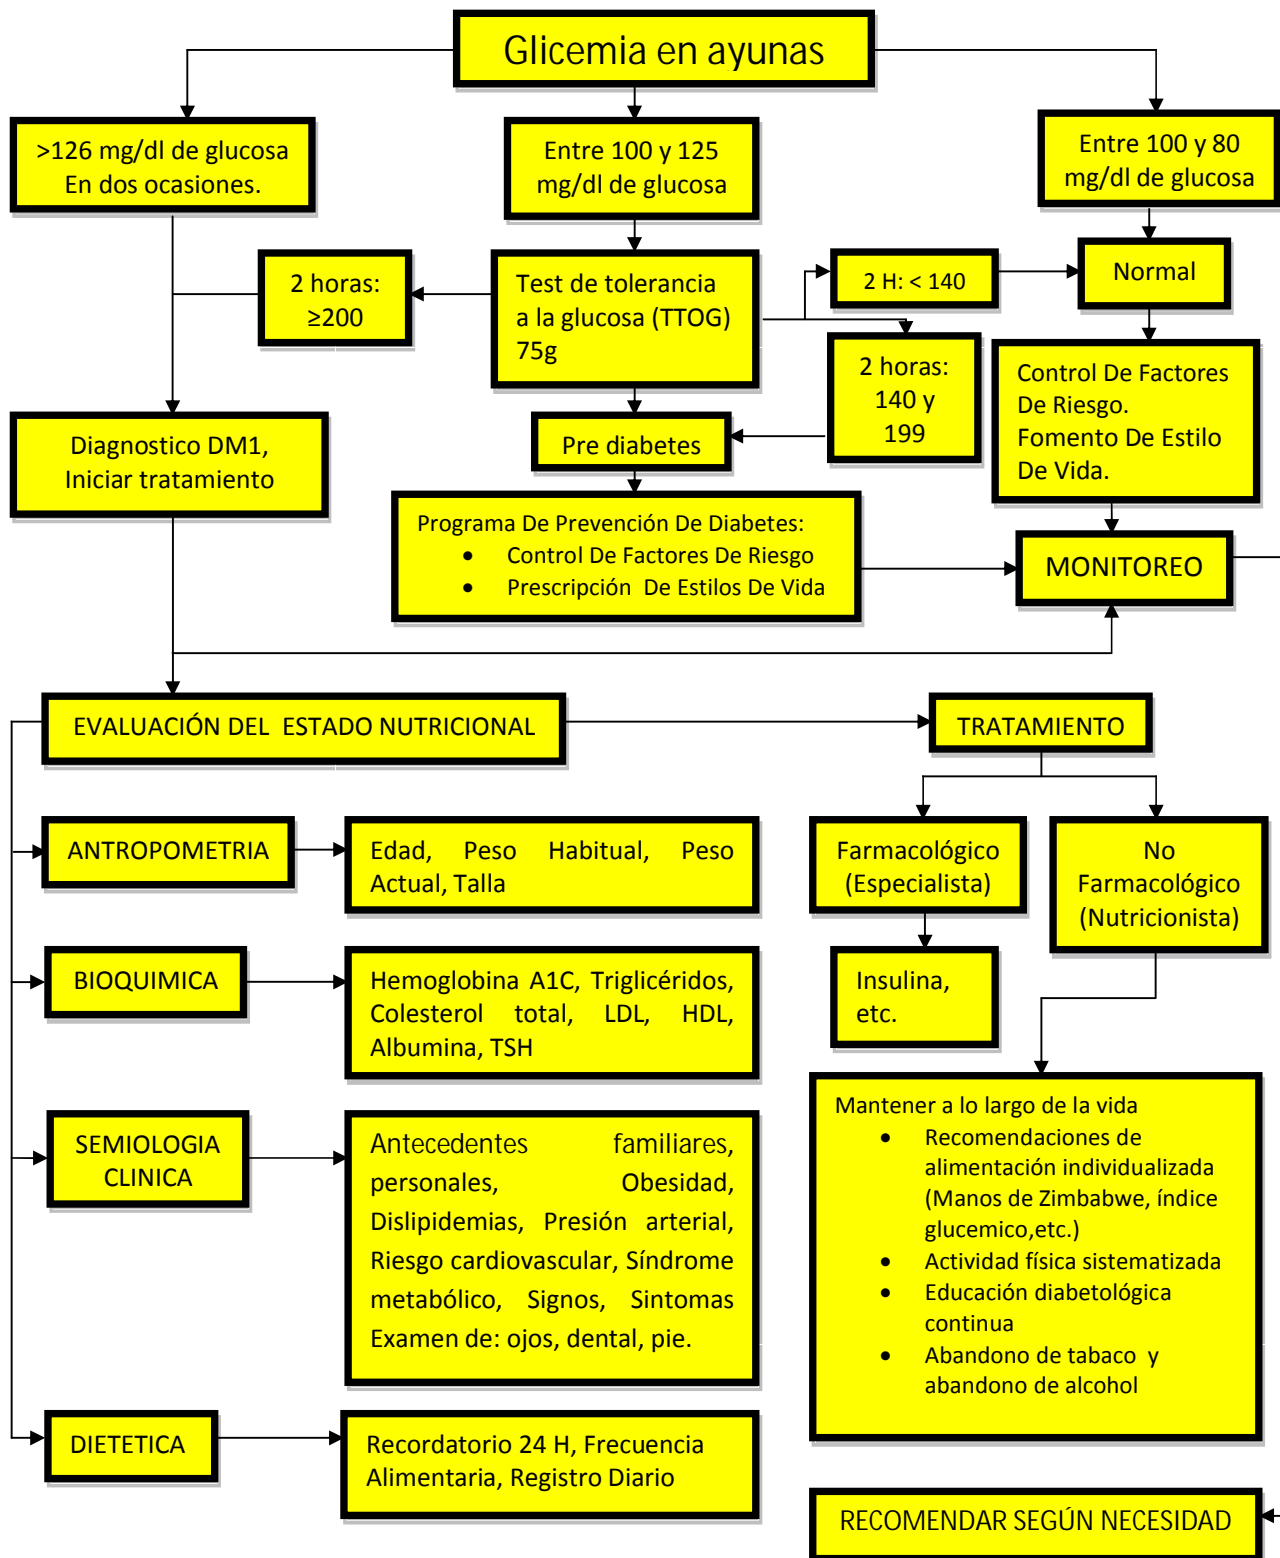 Glicemia en ayunas
>126 mg/dl de glucosa
En dos ocasiones.
Entre 100 y 125
mg/dl de glucosa
Entre 100 y 80
mg/dl de glucosa
2 horas:
≥200
Test de tolerancia
a la glucosa (TTOG)
75g
2 H: < 140
Normal
2 horas:
140 y
199
Control De Factores
De Riesgo.
Fomento De Estilo
De Vida.
Diagnostico DM1,
Iniciar tratamiento
Pre diabetes
Programa De Prevención De Diabetes:
• Control De Factores De Riesgo
• Prescripción De Estilos De Vida
MONITOREO
EVALUACIÓN DEL ESTADO NUTRICIONAL
TRATAMIENTO
ANTROPOMETRIA
Edad, Peso Habitual, Peso
Actual, Talla
Farmacológico
(Especialista)
No
Farmacológico
(Nutricionista)
BIOQUIMICA
Hemoglobina A1C, Triglicéridos,
Colesterol total, LDL, HDL,
Albumina, TSH
Insulina,
etc.
SEMIOLOGIA
CLINICA
Antecedentes familiares,
personales, Obesidad,
Dislipidemias, Presión arterial,
Riesgo cardiovascular, Síndrome
metabólico, Signos, Sintomas
Examen de: ojos, dental, pie.
Mantener a lo largo de la vida
• Recomendaciones de
alimentación individualizada
(Manos de Zimbabwe, índice
glucemico,etc.)
• Actividad física sistematizada
• Educación diabetológica
continua
• Abandono de tabaco y
abandono de alcohol
DIETETICA
Recordatorio 24 H, Frecuencia
Alimentaria, Registro Diario
RECOMENDAR SEGÚN NECESIDAD